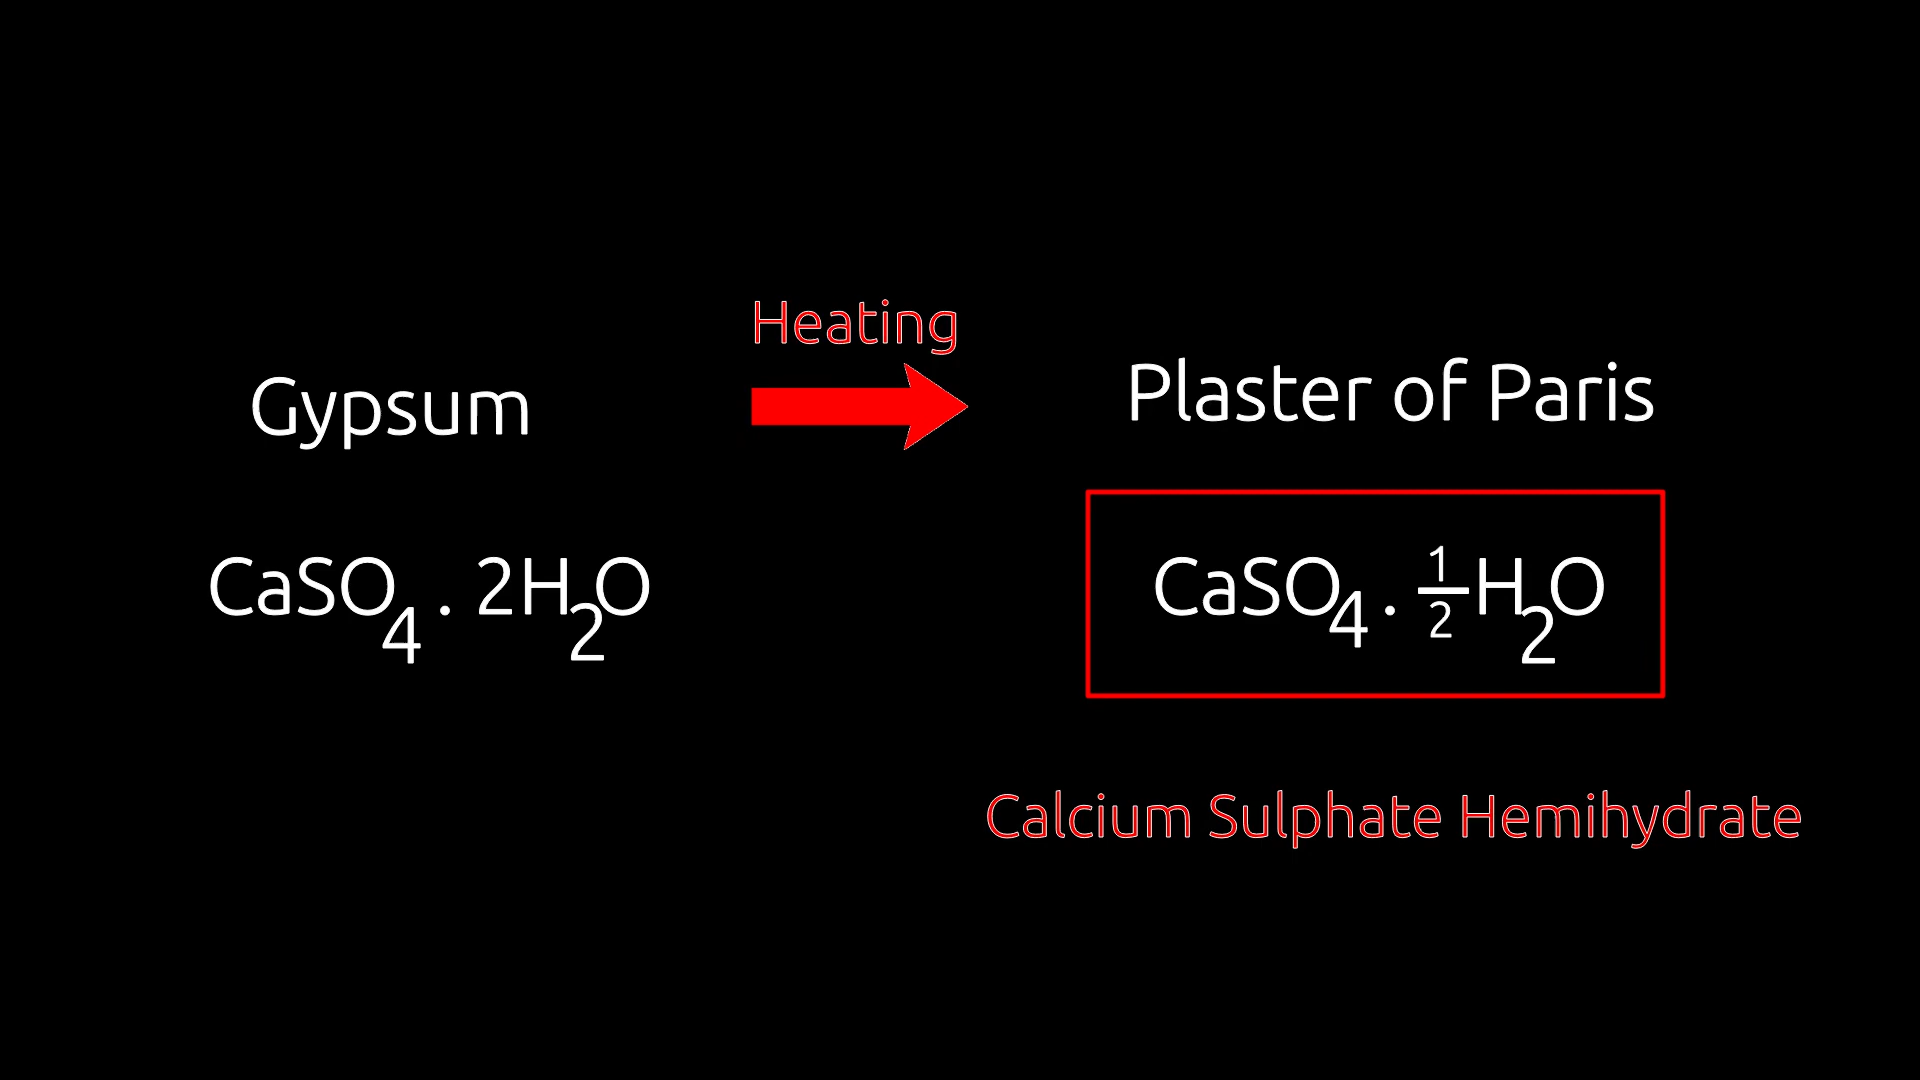 Heating
Gypsum
Plaster of Paris
CaSO₄ . 2H₂O
CaSO₄ . ½H₂O
Calcium Sulphate Hemihydrate